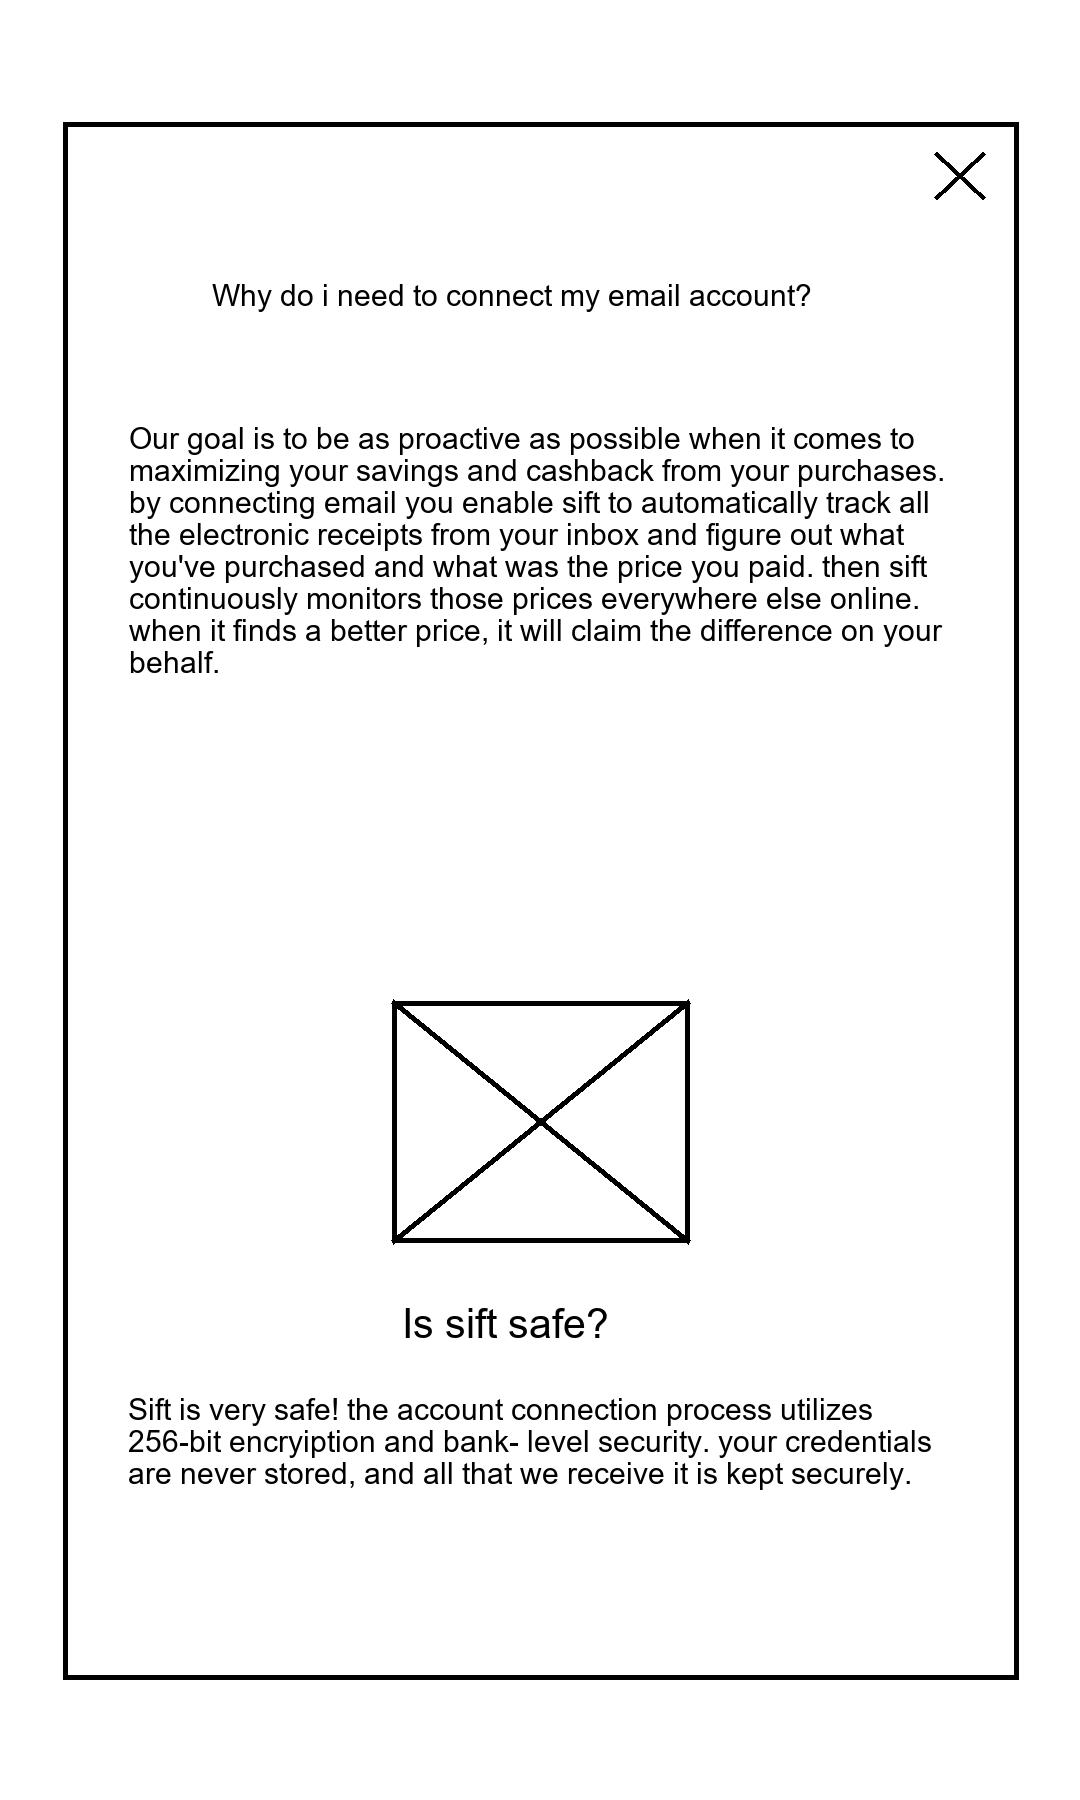 Why do i need to connect my email account?
Our goal is to be as proactive as possible when it comes to
maximizing your savings and cashback from your purchases.
by connecting email you enable sift to automatically track all
the electronic receipts from your inbox and figure out what
you've purchased and what was the price you paid. then sift
continuously monitors those prices everywhere else online.
when it finds a better price, it will claim the difference on your
behalf.
Is sift safe?
Sift is very safe! the account connection process utilizes
256-bit encryiption and bank- level security. your credentials
are never stored, and all that we receive it is kept securely.